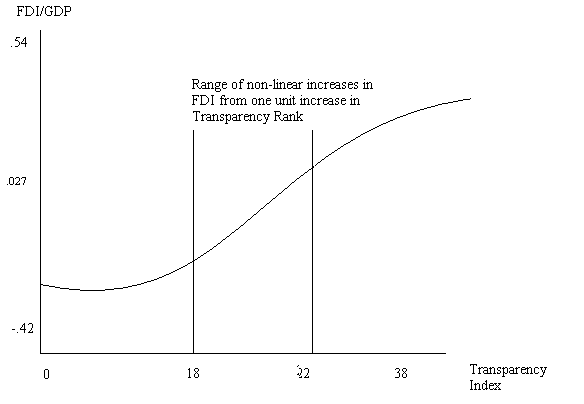 FDI/GDP
.54
Range of non-linear increases in
FDI from one unit increase in
Transparency Rank
.027
-.42
0 18 22 38 Transparency
Index